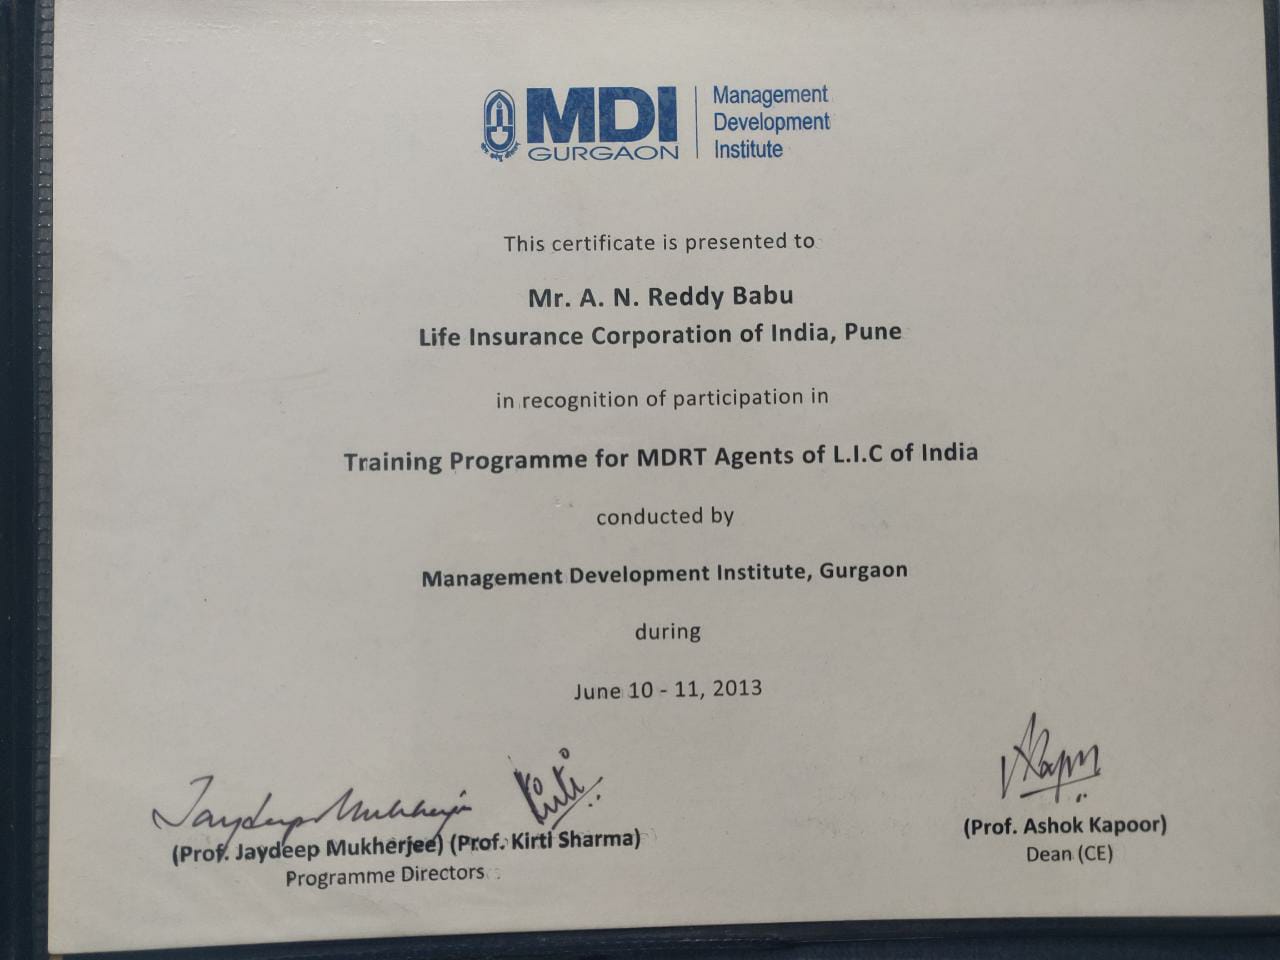 MDI
GURGAON
Management
Development
Institute
This certificate is presented to
Mr. A. N. Reddy Babu
Life Insurance Corporation of India, Pune
in recognition of participation in
Training Programme for MDRT Agents of L.I.C of India
conducted by
Management Development Institute, Gurgaon
during
June 10 - 11, 2013
Jaydeep Mukherjee Kirti
(Prof. Jaydeep Mukherjee) (Prof. Kirti Sharma)
Programme Directors
(Prof. Ashok Kapoor)
Dean (CE)